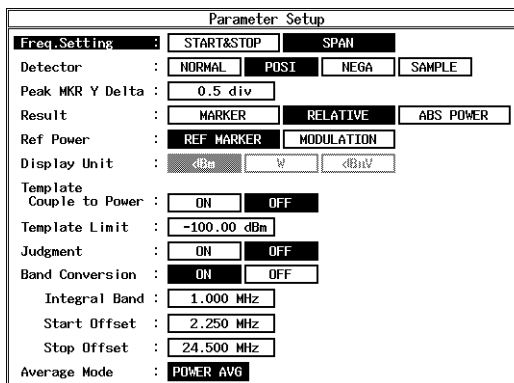 Parameter Setup
Freq.Setting : START&STOP SPAN
Detector : NORMAL POSI NEGA SAMPLE
Peak MKR Y Delta : 0.5 div
Result : MARKER RELATIVE ABS POWER
Ref Power : REF MARKER MODULATION
Display Unit : dBm W dBμV
Template
Couple to Power : ON OFF
Template Limit : -100.00 dBm
Judgment : ON OFF
Band Conversion : ON OFF
Integral Band : 1.000 MHz
Start Offset : 2.250 MHz
Stop Offset : 24.500 MHz
Average Mode : POWER AVG